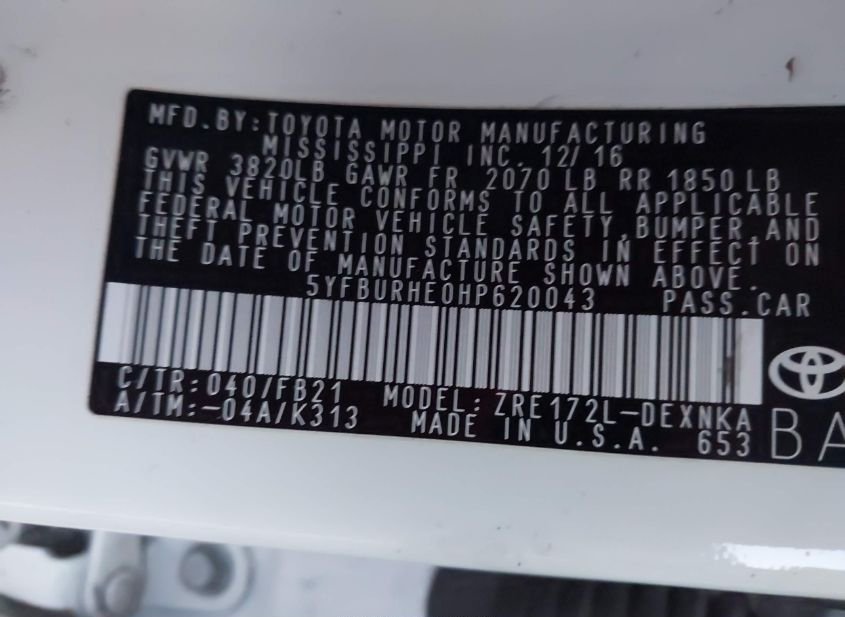 MFD.BY:TOYOTA MOTOR MANUFACTURING
MISSISSIPPI INC. 12/16
GVWR 3820LB GAWR FR 2070 LB RR 1850LB
THIS VEHICLE CONFORMS TO ALL APPLICABLE
FEDERAL MOTOR VEHICLE SAFETY,BUMPER,AND
THEFT PREVENTION STANDARDS IN EFFECT ON
THE DATE OF MANUFACTURE SHOWN ABOVE.
5YFBURHE0HP620043 PASS.CAR
C/TR:040/FB21 MODEL:ZRE172L-DEXNKA
A/TM:-04A/K313 MADE IN U.S.A. 653
BA